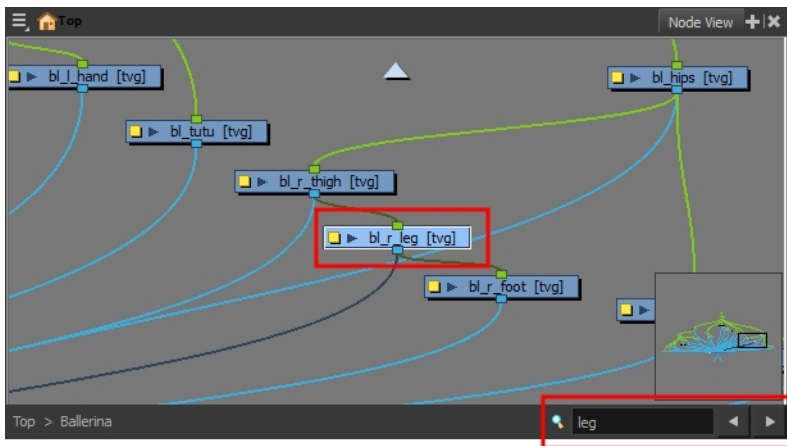 Top
Node View
bl_l_hand [tvg]
bl_hips [tvg]
bl_tutu [tvg]
bl_r_thigh [tvg]
bl_r_leg [tvg]
bl_r_foot [tvg]
Top > Ballerina
leg